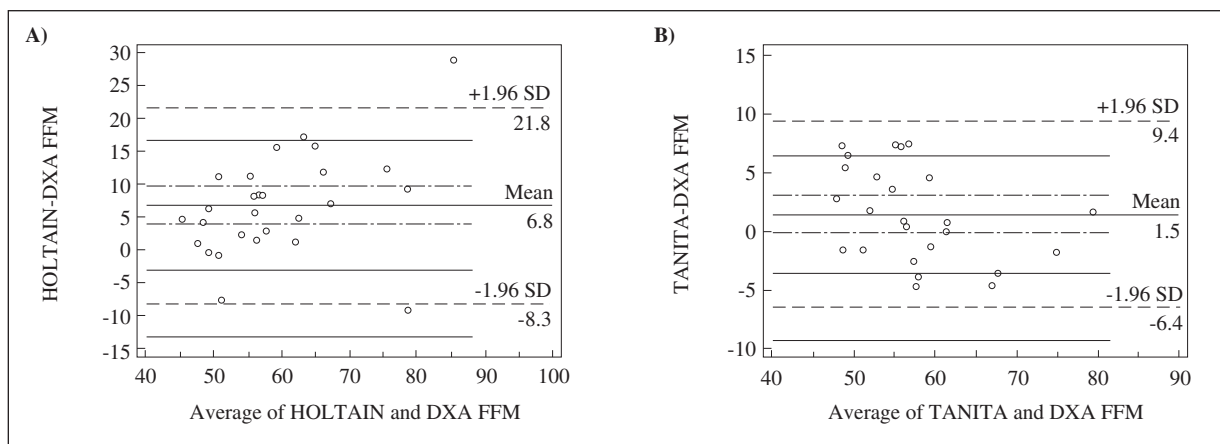 A)
HOLTAIN-DXA FFM
30
25
20
15
10
5
0
-5
-10
-15
+1.96 SD
21.8
Mean
6.8
-1.96 SD
-8.3
40 50 60 70 80 90 100
Average of HOLTAIN and DXA FFM
B)
TANITA-DXA FFM
15
10
5
0
-5
-10
+1.96 SD
9.4
Mean
1.5
-1.96 SD
-6.4
40 50 60 70 80 90
Average of TANITA and DXA FFM